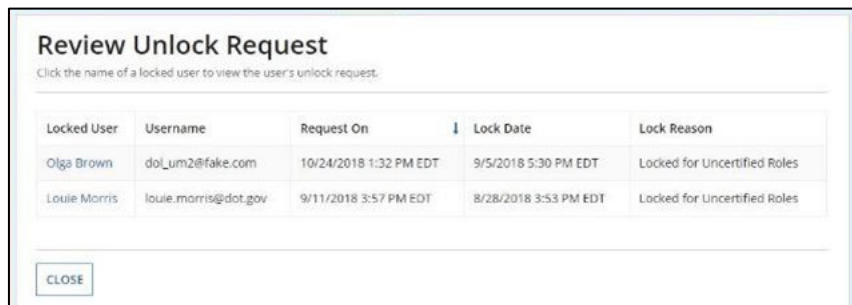 Review Unlock Request
Click the name of a locked user to view the user's unlock request.
Locked User Username Request On Lock Date Lock Reason
Olga Brown dol_um2@fake.com 10/24/2018 1:32 PM EDT 9/5/2018 5:30 PM EDT Locked for Uncertified Roles
Louie Morris louie.morris@dot.gov 9/11/2018 3:57 PM EDT 8/28/2018 3:53 PM EDT Locked for Uncertified Roles
CLOSE